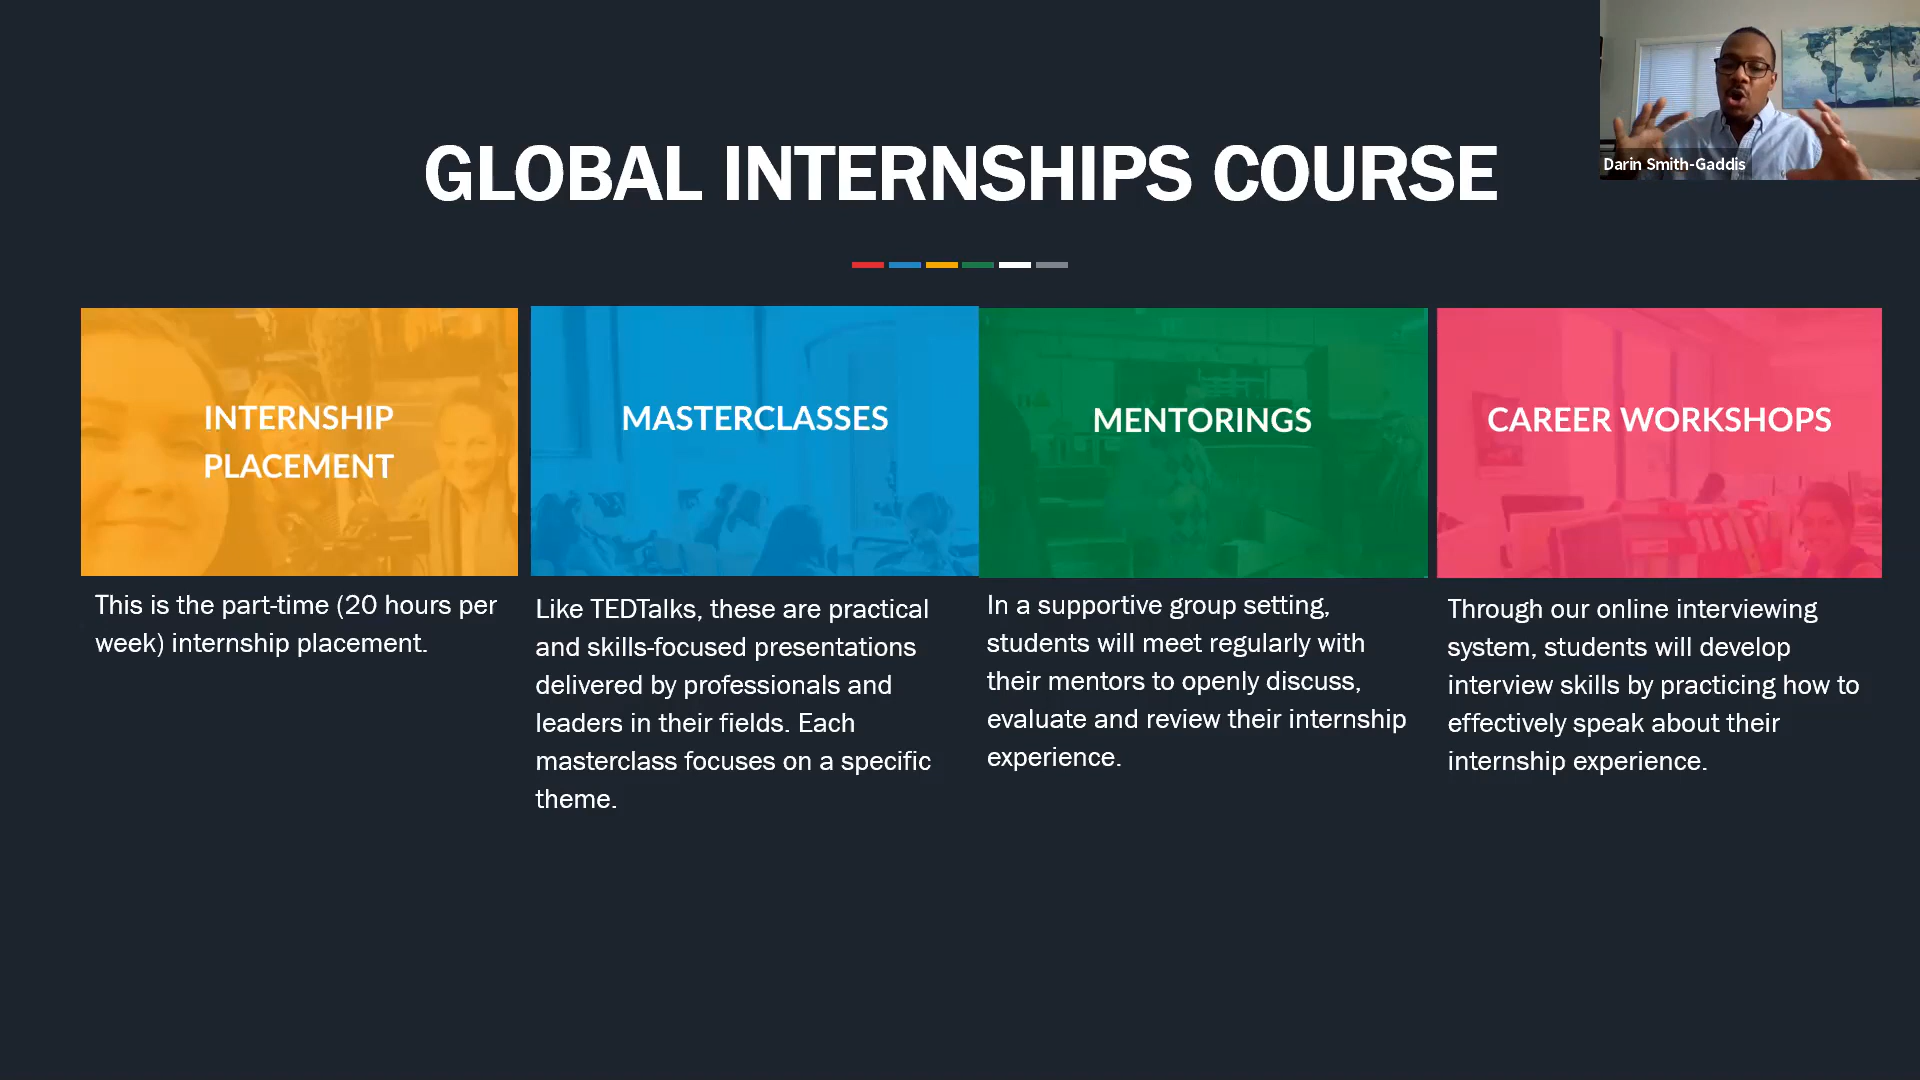 Darin Smith-Gaddis
GLOBAL INTERNSHIPS COURSE
INTERNSHIP
PLACEMENT
This is the part-time (20 hours per
week) internship placement.
MASTERCLASSES
Like TEDTalks, these are practical
and skills-focused presentations
delivered by professionals and
leaders in their fields. Each
masterclass focuses on a specific
theme.
MENTORINGS
In a supportive group setting,
students will meet regularly with
their mentors to openly discuss,
evaluate and review their internship
experience.
CAREER WORKSHOPS
Through our online interviewing
system, students will develop
interview skills by practicing how to
effectively speak about their
internship experience.